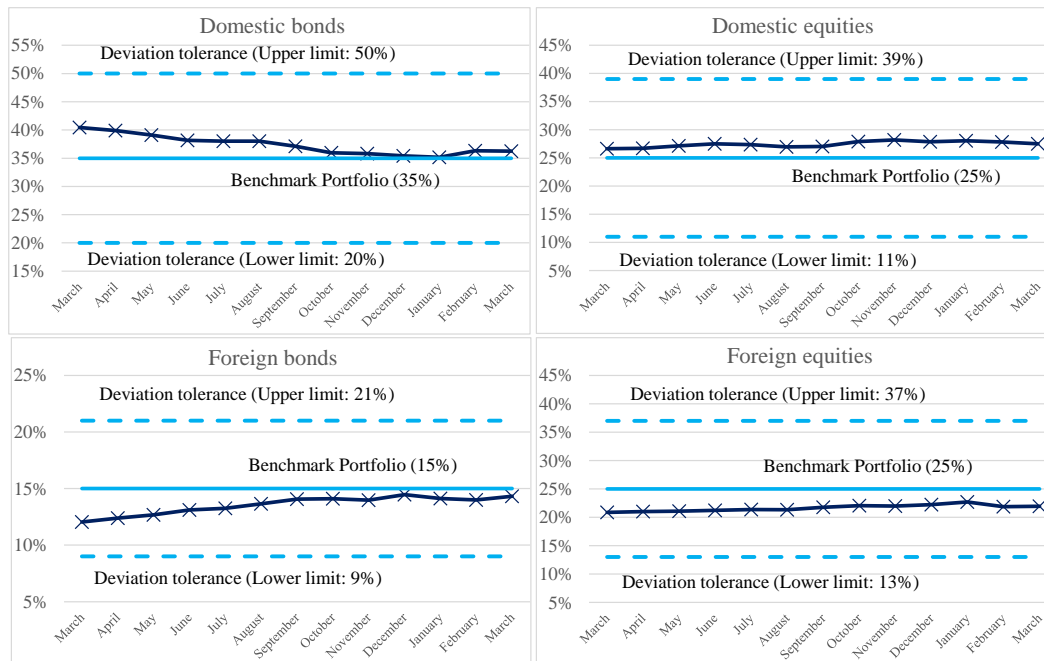 Domestic bonds
55%
Deviation tolerance (Upper limit: 50%)
50%
45%
40%
35%
Benchmark Portfolio (35%)
30%
25%
20%
Deviation tolerance (Lower limit: 20%)
15%
March April May June July August September October November December January February March
Domestic equities
45%
Deviation tolerance (Upper limit: 39%)
40%
35%
30%
25%
Benchmark Portfolio (25%)
20%
15%
10%
Deviation tolerance (Lower limit: 11%)
5%
March April May June July August September October November December January February March
Foreign bonds
25%
Deviation tolerance (Upper limit: 21%)
20%
Benchmark Portfolio (15%)
15%
10%
Deviation tolerance (Lower limit: 9%)
5%
March April May June July August September October November December January February March
Foreign equities
45%
40%
Deviation tolerance (Upper limit: 37%)
35%
30%
Benchmark Portfolio (25%)
25%
20%
15%
10%
Deviation tolerance (Lower limit: 13%)
5%
March April May June July August September October November December January February March